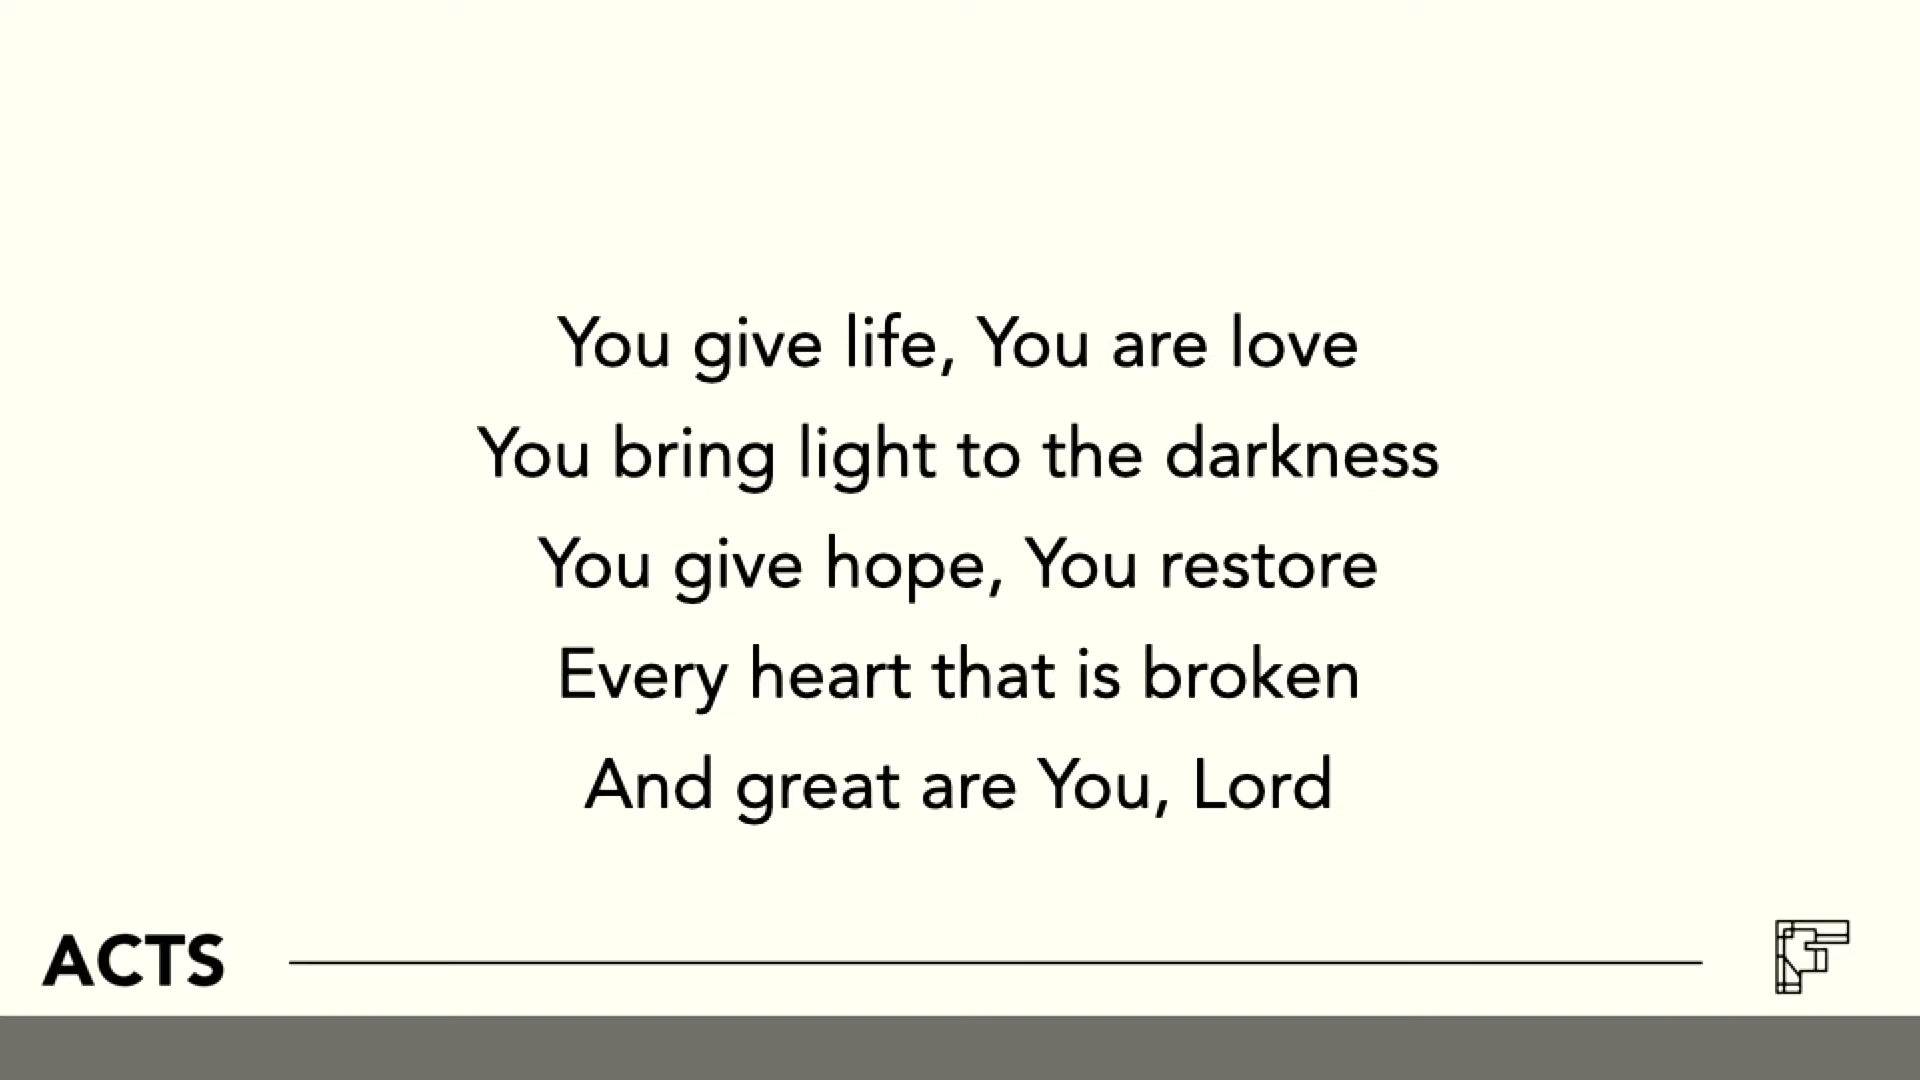 You give life, You are love
You bring light to the darkness
You give hope, You restore
Every heart that is broken
And great are You, Lord
ACTS